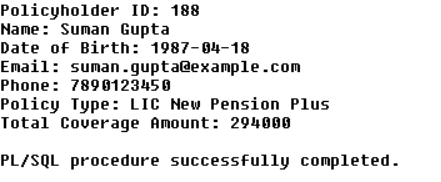 Policyholder ID: 188
Name: Suman Gupta
Date of Birth: 1987-04-18
Email: suman.gupta@example.com
Phone: 7890123450
Policy Type: LIC New Pension Plus
Total Coverage Amount: 294000
PL/SQL procedure successfully completed.